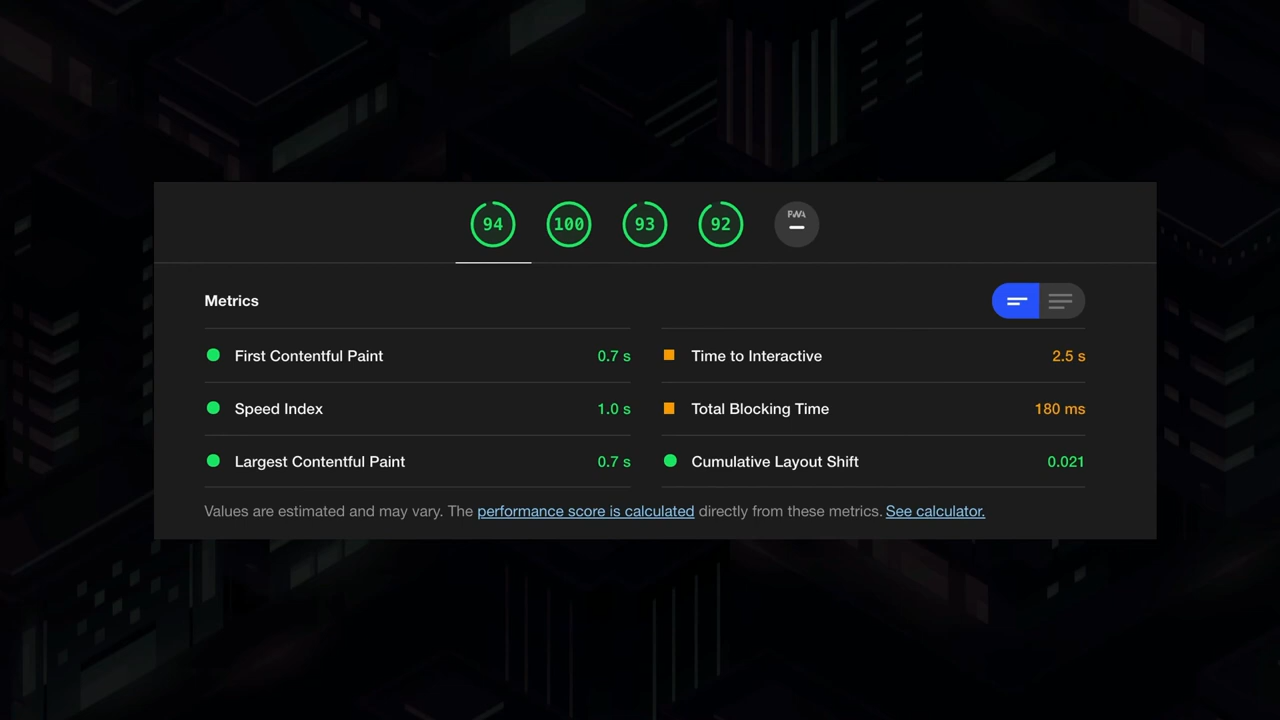 94 100 93 92 PWA
Metrics
First Contentful Paint 0.7 s
Time to Interactive 2.5 s
Speed Index 1.0 s
Total Blocking Time 180 ms
Largest Contentful Paint 0.7 s
Cumulative Layout Shift 0.021
Values are estimated and may vary. The performance score is calculated directly from these metrics. See calculator.